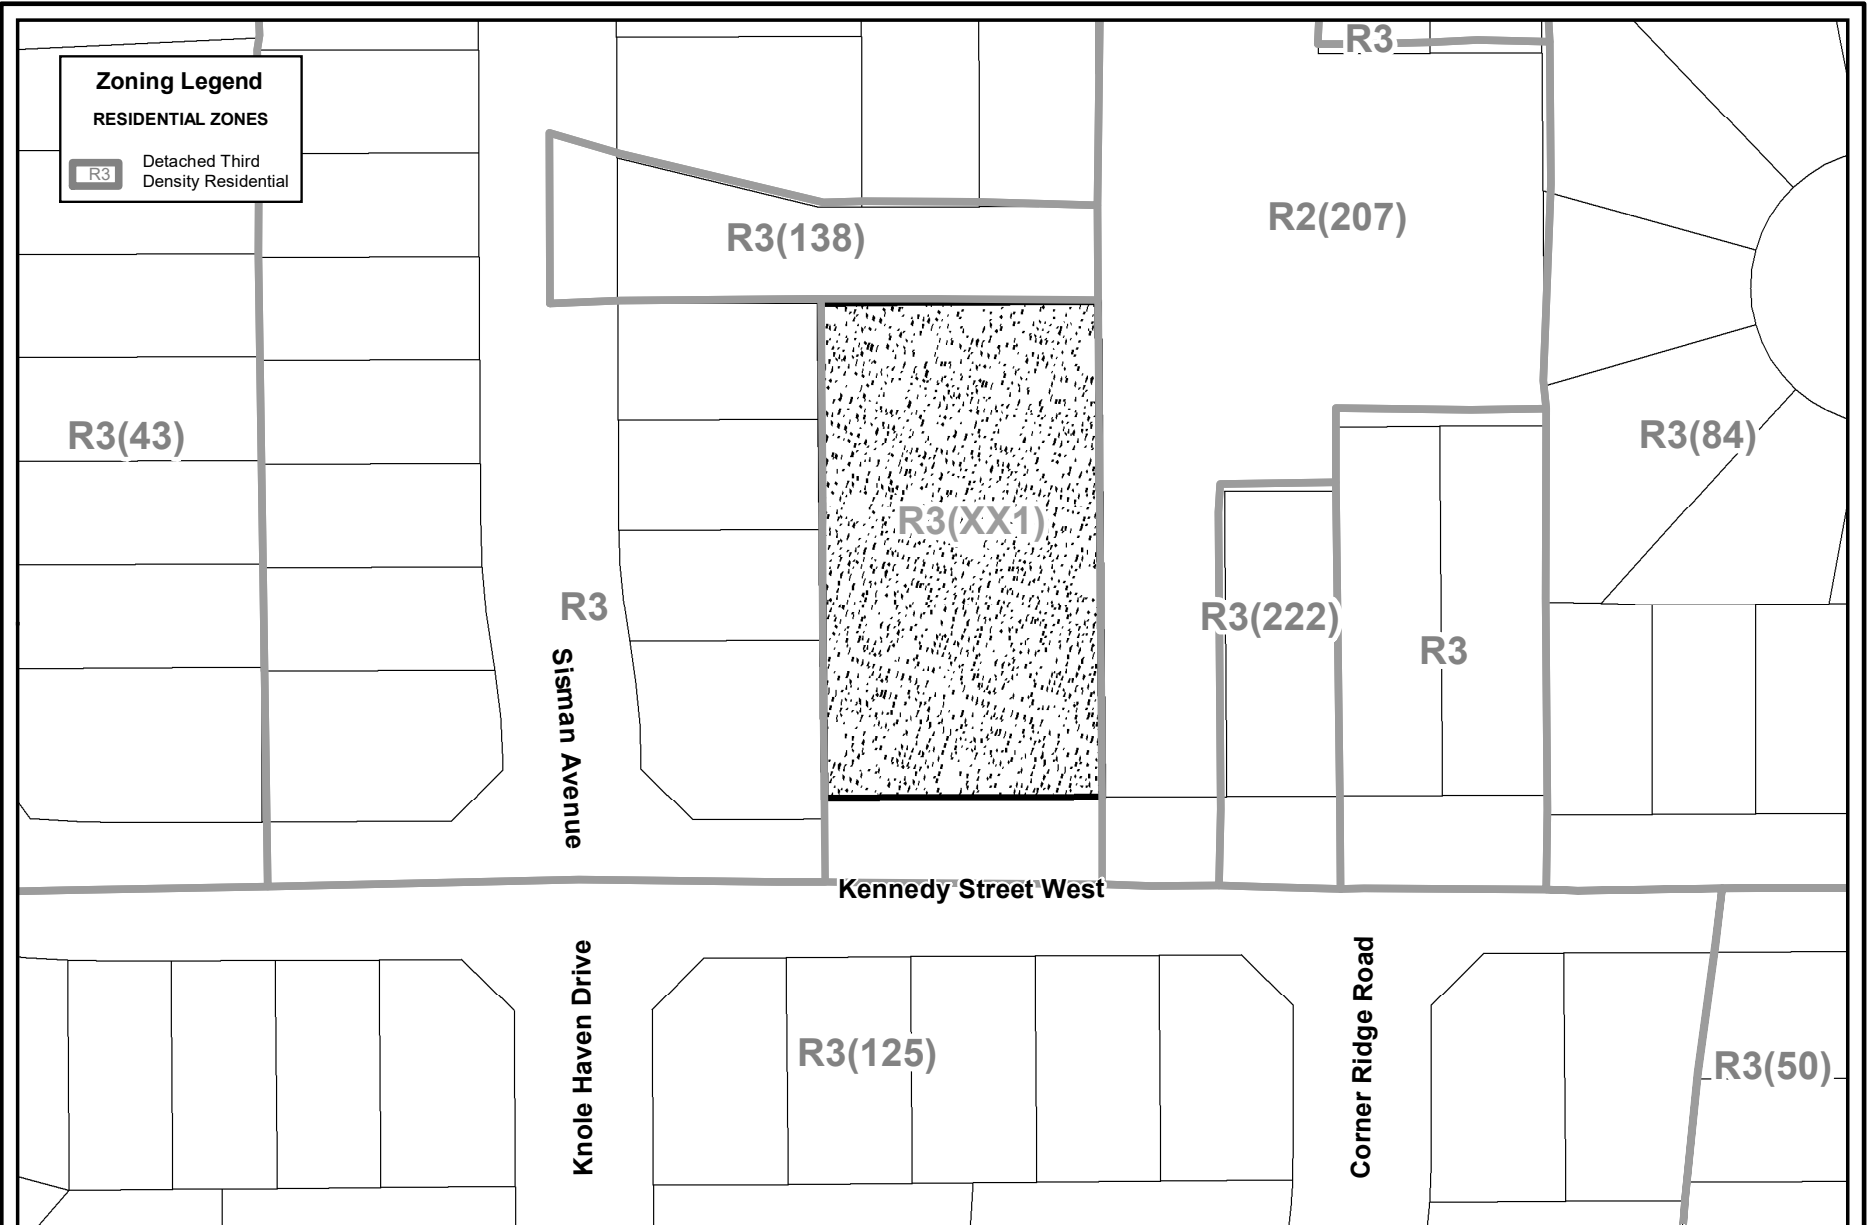 R3
Zoning Legend
RESIDENTIAL ZONES
R3
Detached Third
Density Residential
R2(207)
R3(138)
R3(43)
R3(84)
R3(XX1)
R3
R3(222)
R3
Sisman Avenue
Kennedy Street West
Knole Haven Drive
Corner Ridge Road
R3(125)
R3(50)